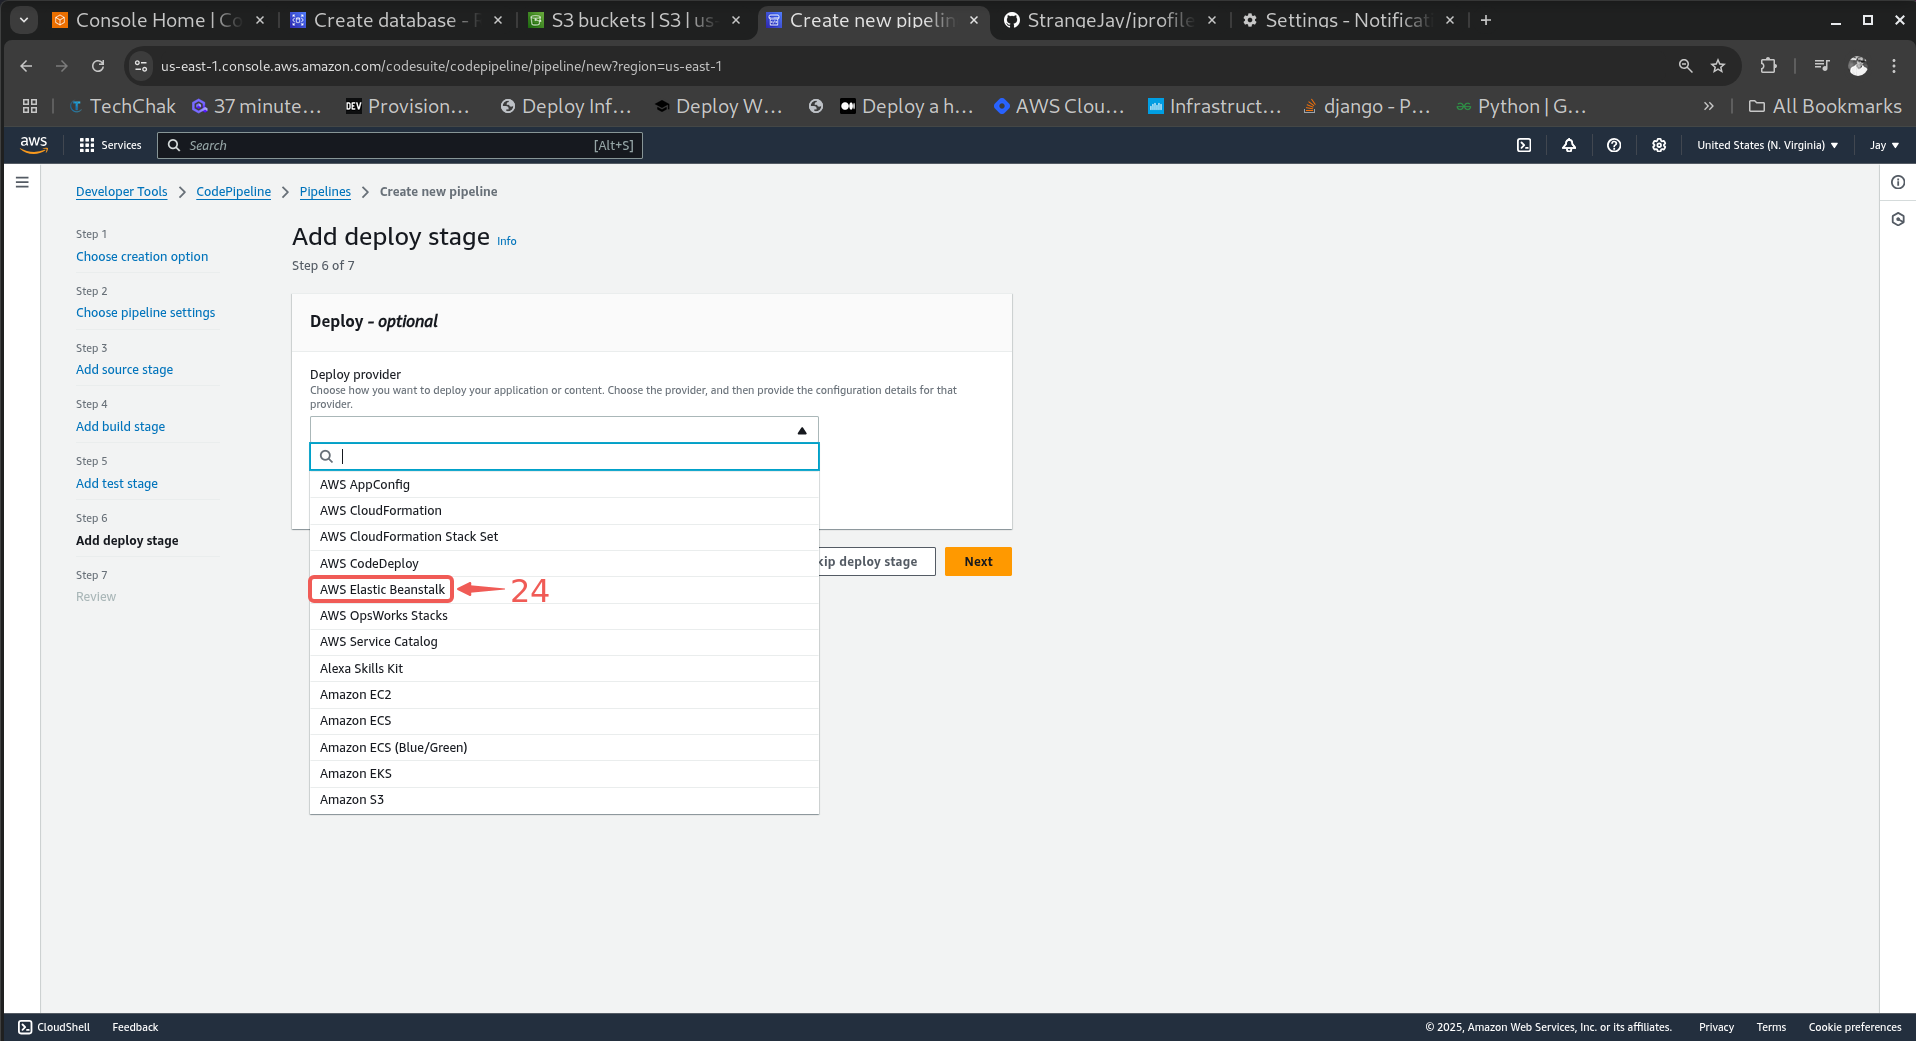 Console Home | Co
Create database - R
S3 buckets | S3 | us-
Create new pipelin
StrangeJay/jprofile
Settings - Notificat
us-east-1.console.aws.amazon.com/codesuite/codepipeline/pipeline/new?region=us-east-1
TechChak
37 minute...
DEV
Provision...
Deploy Inf...
Deploy W...
Deploy a h...
AWS Clou...
Infrastruct...
django - P...
Python | G...
»
All Bookmarks
aws
Services
Search
[Alt+S]
United States (N. Virginia)
Jay
Developer Tools
CodePipeline
Pipelines
Create new pipeline
Step 1
Choose creation option
Step 2
Choose pipeline settings
Step 3
Add source stage
Step 4
Add build stage
Step 5
Add test stage
Step 6
Add deploy stage
Step 7
Review
Add deploy stage Info
Step 6 of 7
Deploy - optional
Deploy provider
Choose how you want to deploy your application or content. Choose the provider, and then provide the configuration details for that
provider.
AWS AppConfig
AWS CloudFormation
AWS CloudFormation Stack Set
AWS CodeDeploy
AWS Elastic Beanstalk
24
AWS OpsWorks Stacks
AWS Service Catalog
Alexa Skills Kit
Amazon EC2
Amazon ECS
Amazon ECS (Blue/Green)
Amazon EKS
Amazon S3
kip deploy stage
Next
CloudShell
Feedback
© 2025, Amazon Web Services, Inc. or its affiliates.
Privacy
Terms
Cookie preferences